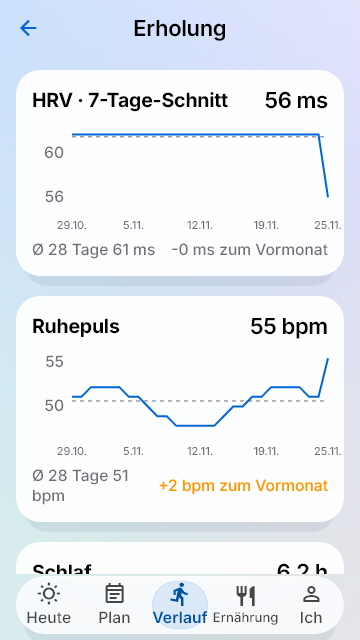 Erholung
HRV · 7-Tage-Schnitt 56 ms
60
56
29.10. 5.11. 12.11. 19.11. 25.11.
Ø 28 Tage 61 ms -0 ms zum Vormonat
Ruhepuls 55 bpm
55
50
29.10. 5.11. 12.11. 19.11. 25.11.
Ø 28 Tage 51
bpm
+2 bpm zum Vormonat
Schlaf 6,2 h
Heute Plan Verlauf Ernährung Ich